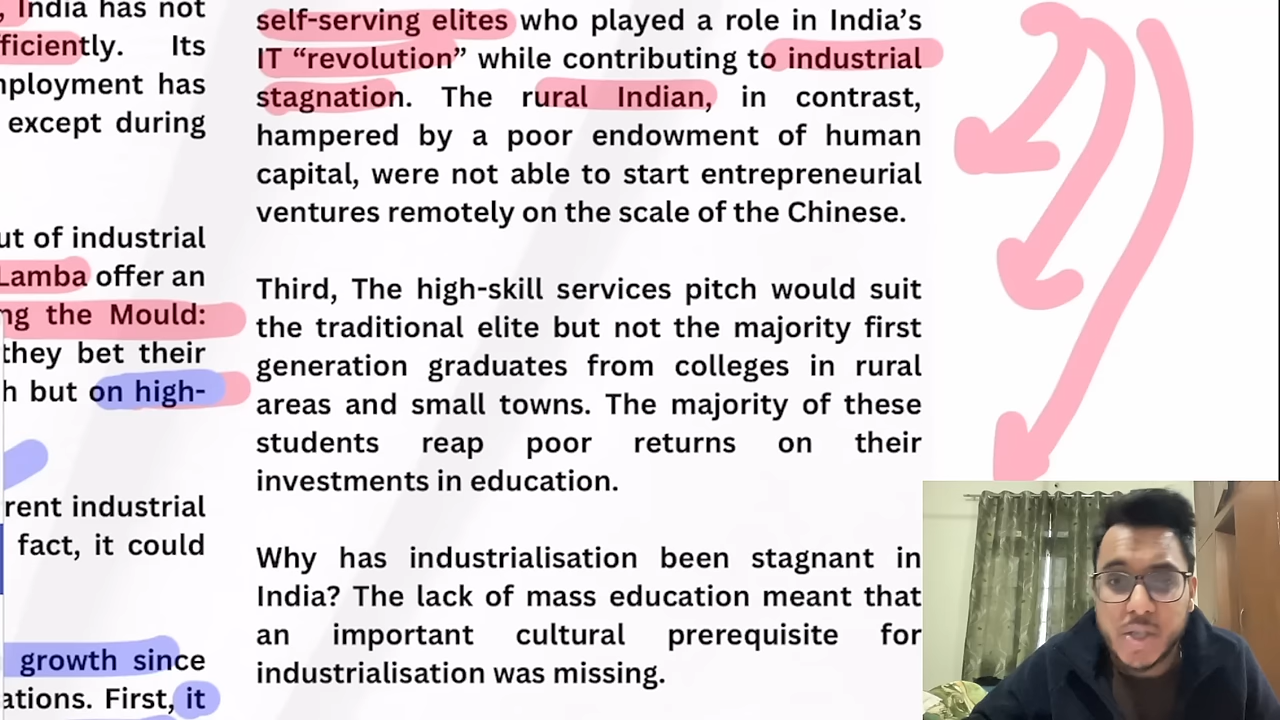 India has not
Its
has
except during
of industrial
Lamba offer an
the Mould:
they bet their
but on high-
industrial
fact, it could
growth since
First, it
self-serving elites who played a role in India’s
IT “revolution” while contributing to industrial
stagnation. The rural Indian, in contrast,
hampered by a poor endowment of human
capital, were not able to start entrepreneurial
ventures remotely on the scale of the Chinese.
Third, The high-skill services pitch would suit
the traditional elite but not the majority first
generation graduates from colleges in rural
areas and small towns. The majority of these
students reap poor returns on their
investments in education.
Why has industrialisation been stagnant in
India? The lack of mass education meant that
an important cultural prerequisite for
industrialisation was missing.